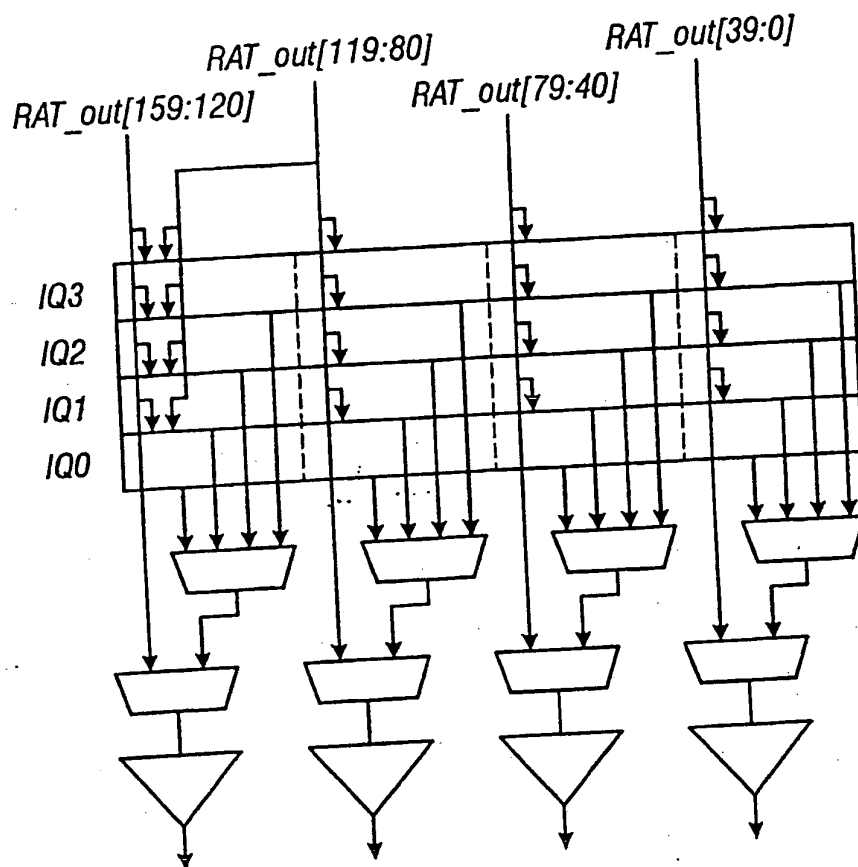 RAT_out[119:80]
RAT_out[39:0]
RAT_out[159:120]
RAT_out[79:40]
IQ3
IQ2
IQ1
IQ0